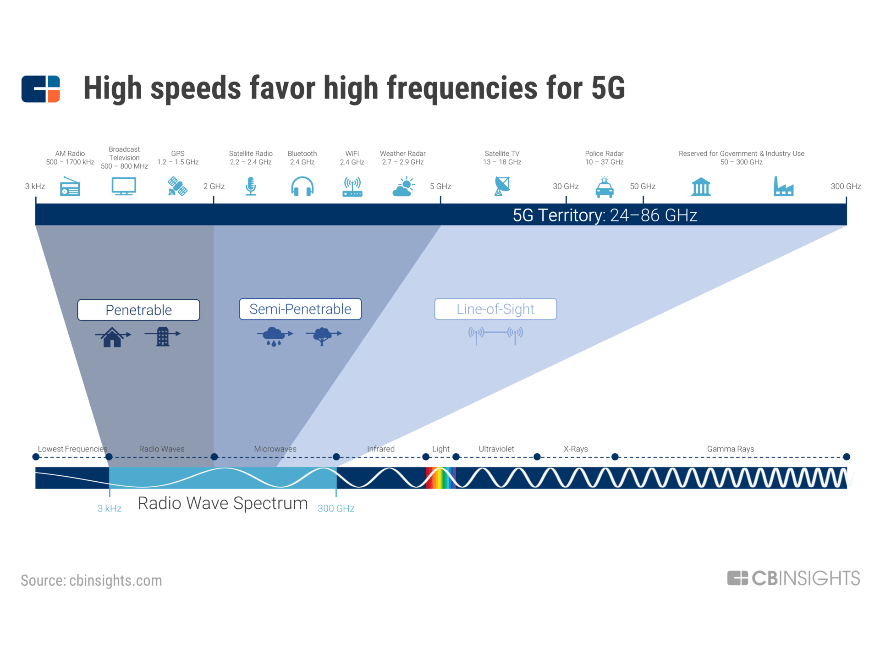 High speeds favor high frequencies for 5G
AM Radio
500 – 1700 kHz
Broadcast
Television
500 – 800 MHz
GPS
1.2 – 1.5 GHz
Satellite Radio
2.2 – 2.4 GHz
Bluetooth
2.4 GHz
WiFi
2.4 GHz
Weather Radar
2.7 – 2.9 GHz
Satellite TV
13 – 18 GHz
Police Radar
10 – 37 GHz
Reserved for Government & Industry Use
50 – 300 GHz
3 kHz
2 GHz
5 GHz
30 GHz
50 GHz
300 GHz
5G Territory: 24–86 GHz
Penetrable
Semi-Penetrable
Line-of-Sight
Lowest Frequencies
Radio Waves
Microwaves
Infrared
Light
Ultraviolet
X-Rays
Gamma Rays
3 kHz
Radio Wave Spectrum
300 GHz
Source: cbinsights.com
CBINSIGHTS